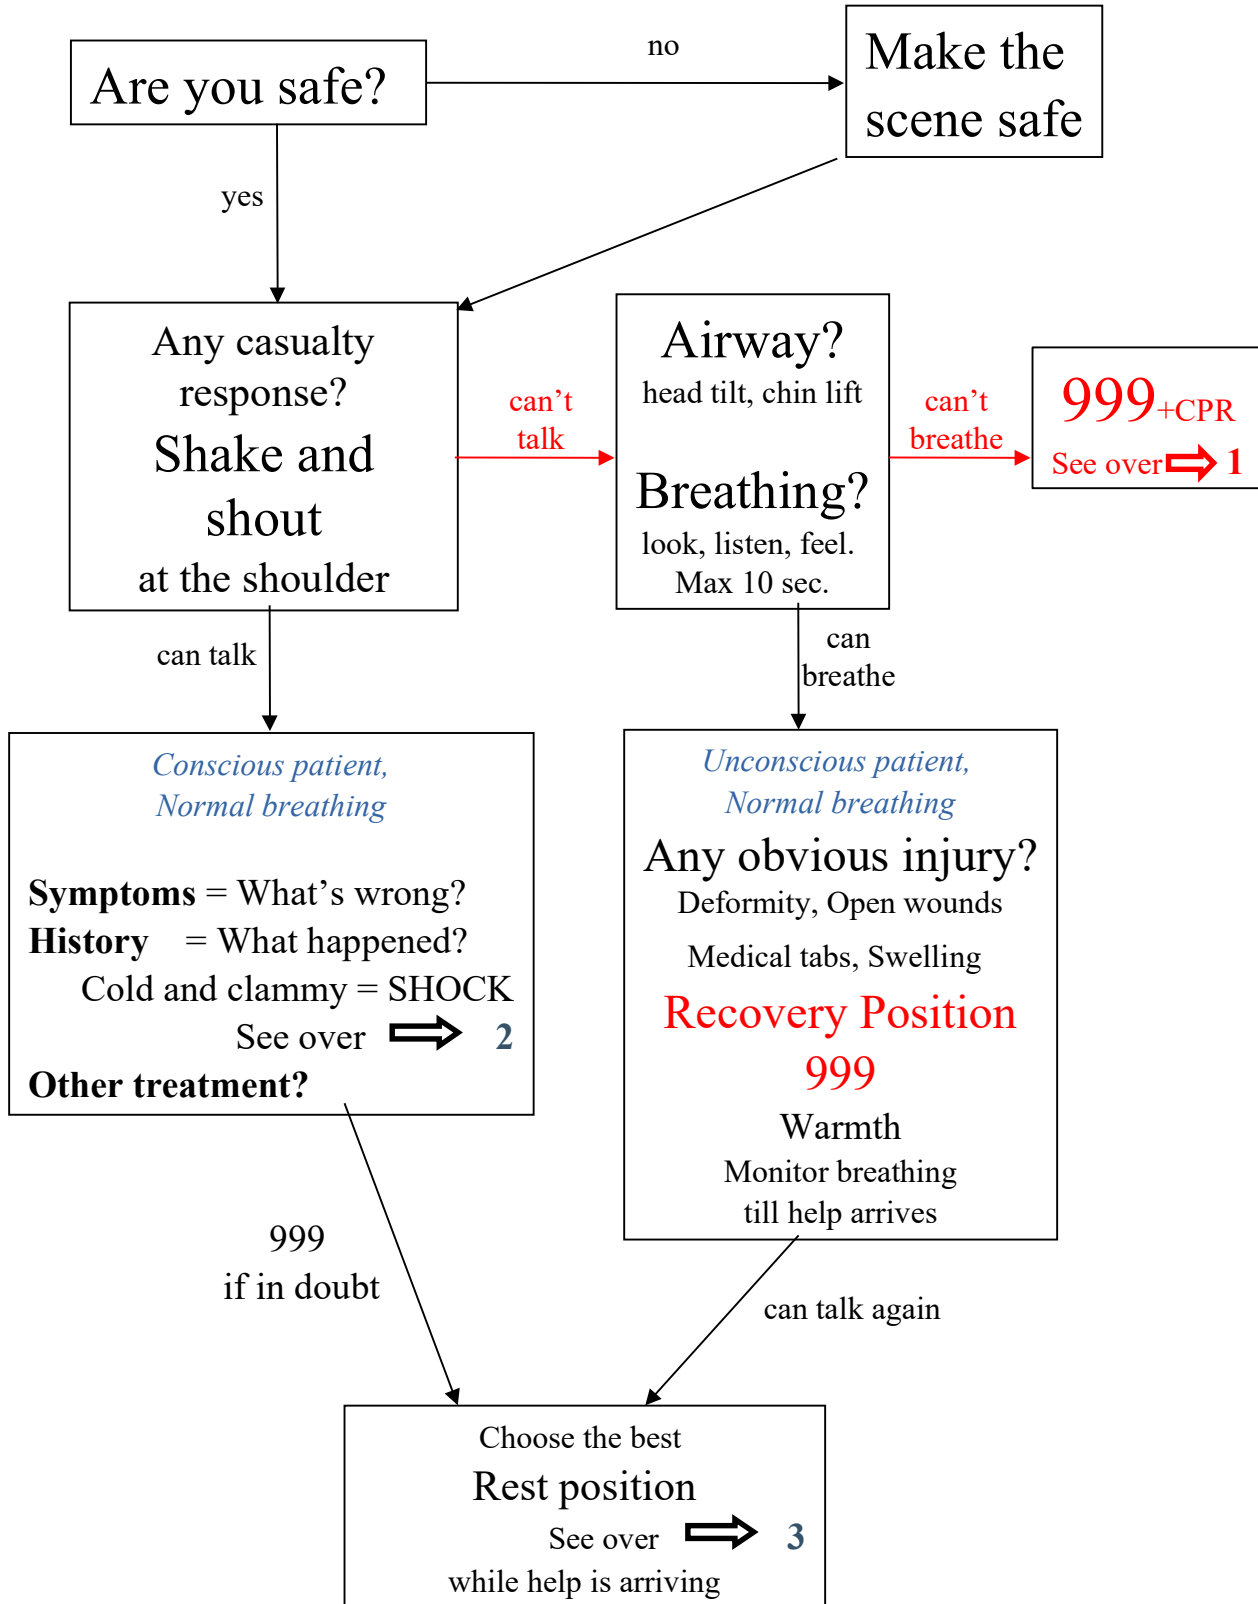 Are you safe?
no
Make the
scene safe
yes
Any casualty
response?
Shake and
shout
at the shoulder
can't
talk
Airway?
head tilt, chin lift
Breathing?
look, listen, feel.
Max 10 sec.
can't
breathe
999+CPR
See over 1
can talk
can
breathe
Conscious patient,
Normal breathing
Symptoms = What's wrong?
History = What happened?
Cold and clammy = SHOCK
See over 2
Other treatment?
Unconscious patient,
Normal breathing
Any obvious injury?
Deformity, Open wounds
Medical tabs, Swelling
Recovery Position
999
Warmth
Monitor breathing
till help arrives
999
if in doubt
can talk again
Choose the best
Rest position
See over 3
while help is arriving